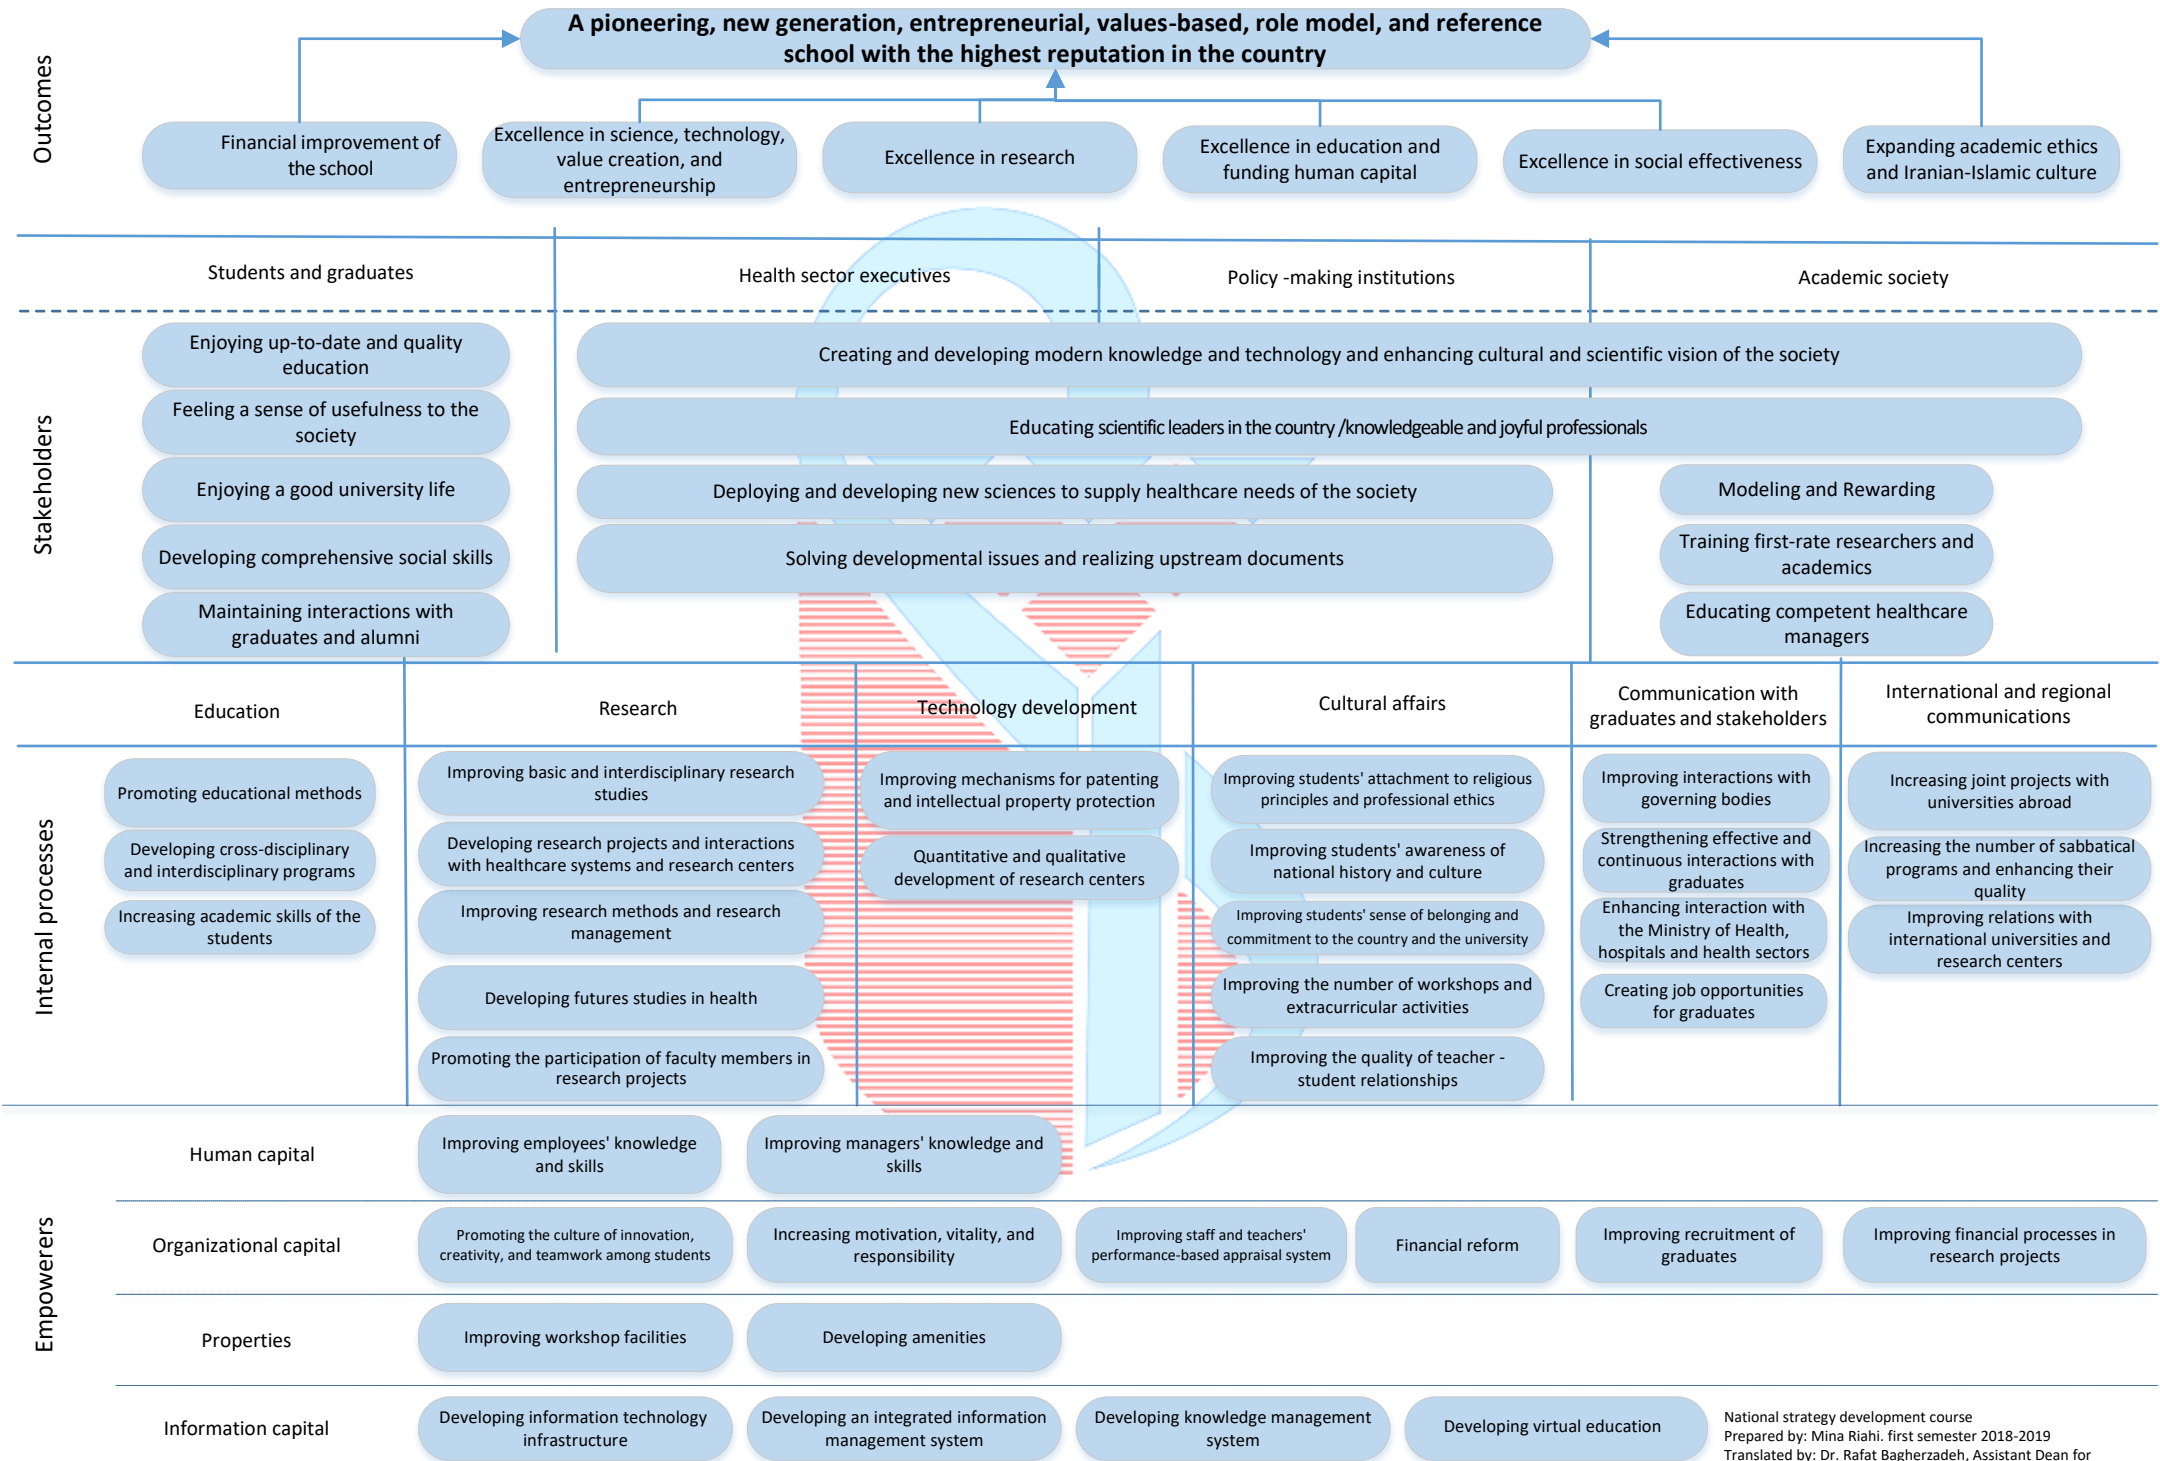 A pioneering, new generation, entrepreneurial, values-based, role model, and reference
school with the highest reputation in the country
Outcomes
Financial improvement of
the school
Excellence in science, technology,
value creation, and
entrepreneurship
Excellence in research
Excellence in education and
funding human capital
Excellence in social effectiveness
Expanding academic ethics
and Iranian-Islamic culture
Stakeholders
Students and graduates
Health sector executives
Policy -making institutions
Academic society
Enjoying up-to-date and quality
education
Feeling a sense of usefulness to the
society
Enjoying a good university life
Developing comprehensive social skills
Maintaining interactions with
graduates and alumni
Creating and developing modern knowledge and technology and enhancing cultural and scientific vision of the society
Educating scientific leaders in the country /knowledgeable and joyful professionals
Deploying and developing new sciences to supply healthcare needs of the society
Solving developmental issues and realizing upstream documents
Modeling and Rewarding
Training first-rate researchers and
academics
Educating competent healthcare
managers
Internal processes
Education
Research
Technology development
Cultural affairs
Communication with
graduates and stakeholders
International and regional
communications
Promoting educational methods
Developing cross-disciplinary
and interdisciplinary programs
Increasing academic skills of the
students
Improving basic and interdisciplinary research
studies
Developing research projects and interactions
with healthcare systems and research centers
Improving research methods and research
management
Developing futures studies in health
Promoting the participation of faculty members in
research projects
Improving mechanisms for patenting
and intellectual property protection
Quantitative and qualitative
development of research centers
Improving students' attachment to religious
principles and professional ethics
Improving students' awareness of
national history and culture
Improving students' sense of belonging and
commitment to the country and the university
Improving the number of workshops and
extracurricular activities
Improving the quality of teacher -
student relationships
Improving interactions with
governing bodies
Strengthening effective and
continuous interactions with
graduates
Enhancing interaction with
the Ministry of Health,
hospitals and health sectors
Creating job opportunities
for graduates
Increasing joint projects with
universities abroad
Increasing the number of sabbatical
programs and enhancing their
quality
Improving relations with
international universities and
research centers
Empowerers
Human capital
Improving employees' knowledge
and skills
Improving managers' knowledge and
skills
Organizational capital
Promoting the culture of innovation,
creativity, and teamwork among students
Increasing motivation, vitality, and
responsibility
Improving staff and teachers'
performance-based appraisal system
Financial reform
Improving recruitment of
graduates
Improving financial processes in
research projects
Properties
Improving workshop facilities
Developing amenities
Information capital
Developing information technology
infrastructure
Developing an integrated information
management system
Developing knowledge management
system
Developing virtual education
National strategy development course
Prepared by: Mina Riahi. first semester 2018-2019
Translated by: Dr. Rafat Bagherzadeh, Assistant Dean for